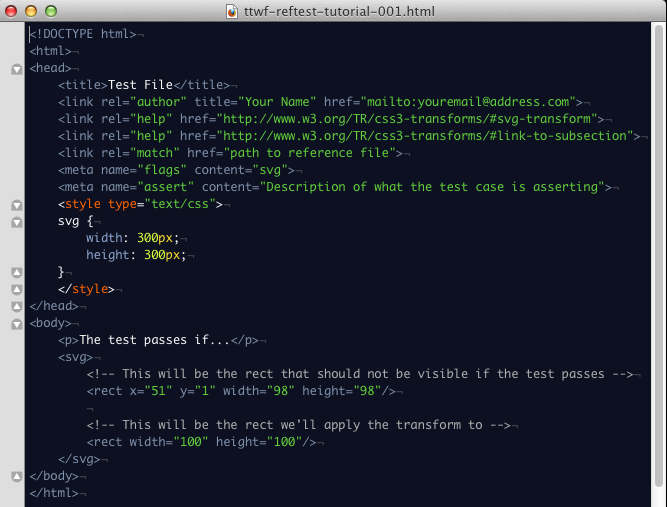 ttwf-reftest-tutorial-001.html
<!DOCTYPE html>¬
<html>¬
<head>¬
    <title>Test File</title>¬
    <link rel="author" title="Your Name" href="mailto:youremail@address.com">¬
    <link rel="help" href="http://www.w3.org/TR/css3-transforms/#svg-transform">¬
    <link rel="help" href="http://www.w3.org/TR/css3-transforms/#link-to-subsection">¬
    <link rel="match" href="path to reference file">¬
    <meta name="flags" content="svg">¬
    <meta name="assert" content="Description of what the test case is asserting">¬
    <style type="text/css">¬
    svg {¬
        width: 300px;¬
        height: 300px;¬
    }¬
    </style>¬
</head>¬
<body>¬
    <p>The test passes if...</p>¬
    <svg>¬
        <!-- This will be the rect that should not be visible if the test passes -->¬
        <rect x="51" y="1" width="98" height="98"/>¬
        ¬
        <!-- This will be the rect we'll apply the transform to -->¬
        <rect width="100" height="100"/>¬
    </svg>¬
</body>¬
</html>¬